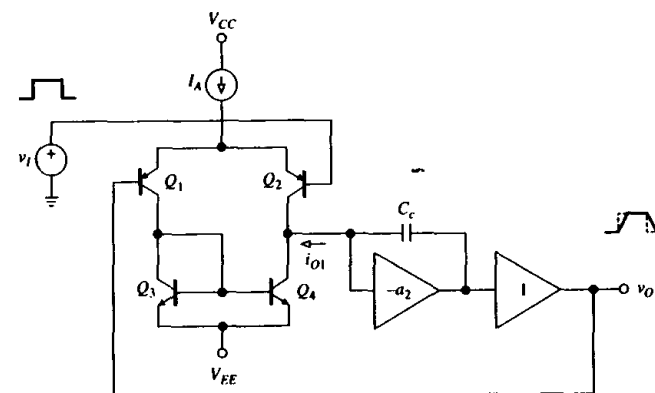 V_CC
I_A
v_I
+
Q_1
Q_2
C_c
i_O1
Q_3
Q_4
-a_2
1
v_O
V_EE